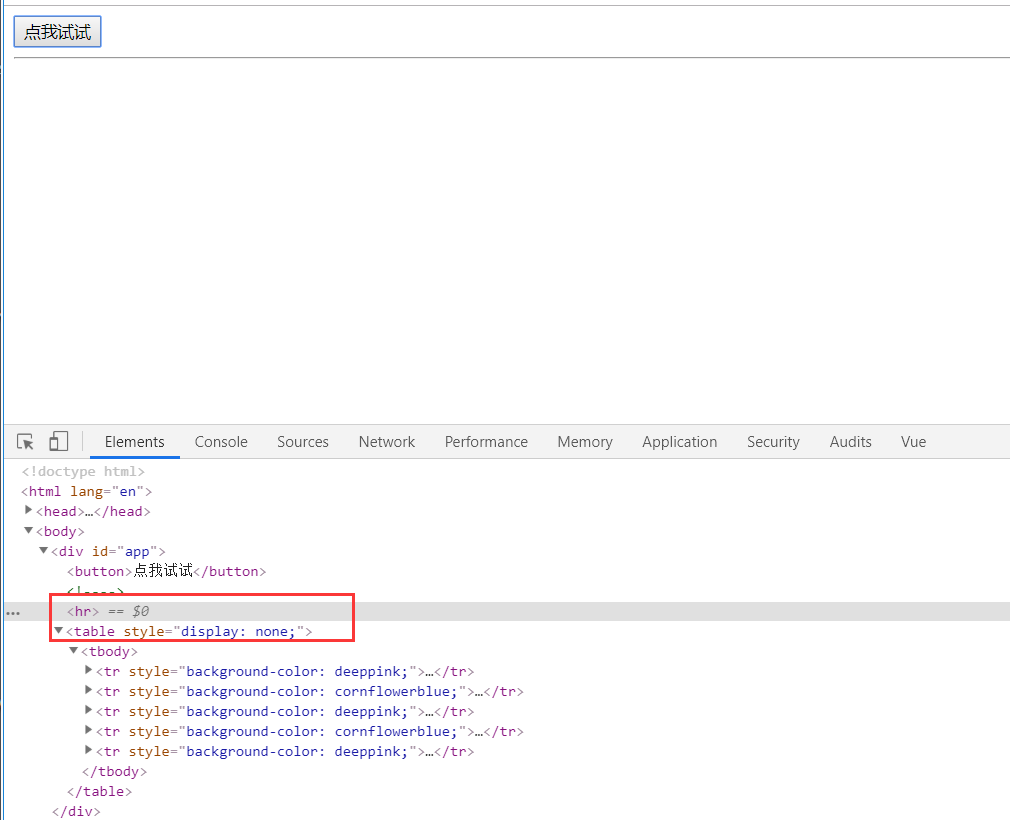 点我试试
Elements Console Sources Network Performance Memory Application Security Audits Vue
<!doctype html>
<html lang="en">
<head>…</head>
<body>
<div id="app">
<button>点我试试</button>
<!---->
… <hr> == $0
<table style="display: none;">
<tbody>
<tr style="background-color: deeppink;">…</tr>
<tr style="background-color: cornflowerblue;">…</tr>
<tr style="background-color: deeppink;">…</tr>
<tr style="background-color: cornflowerblue;">…</tr>
<tr style="background-color: deeppink;">…</tr>
</tbody>
</table>
</div>